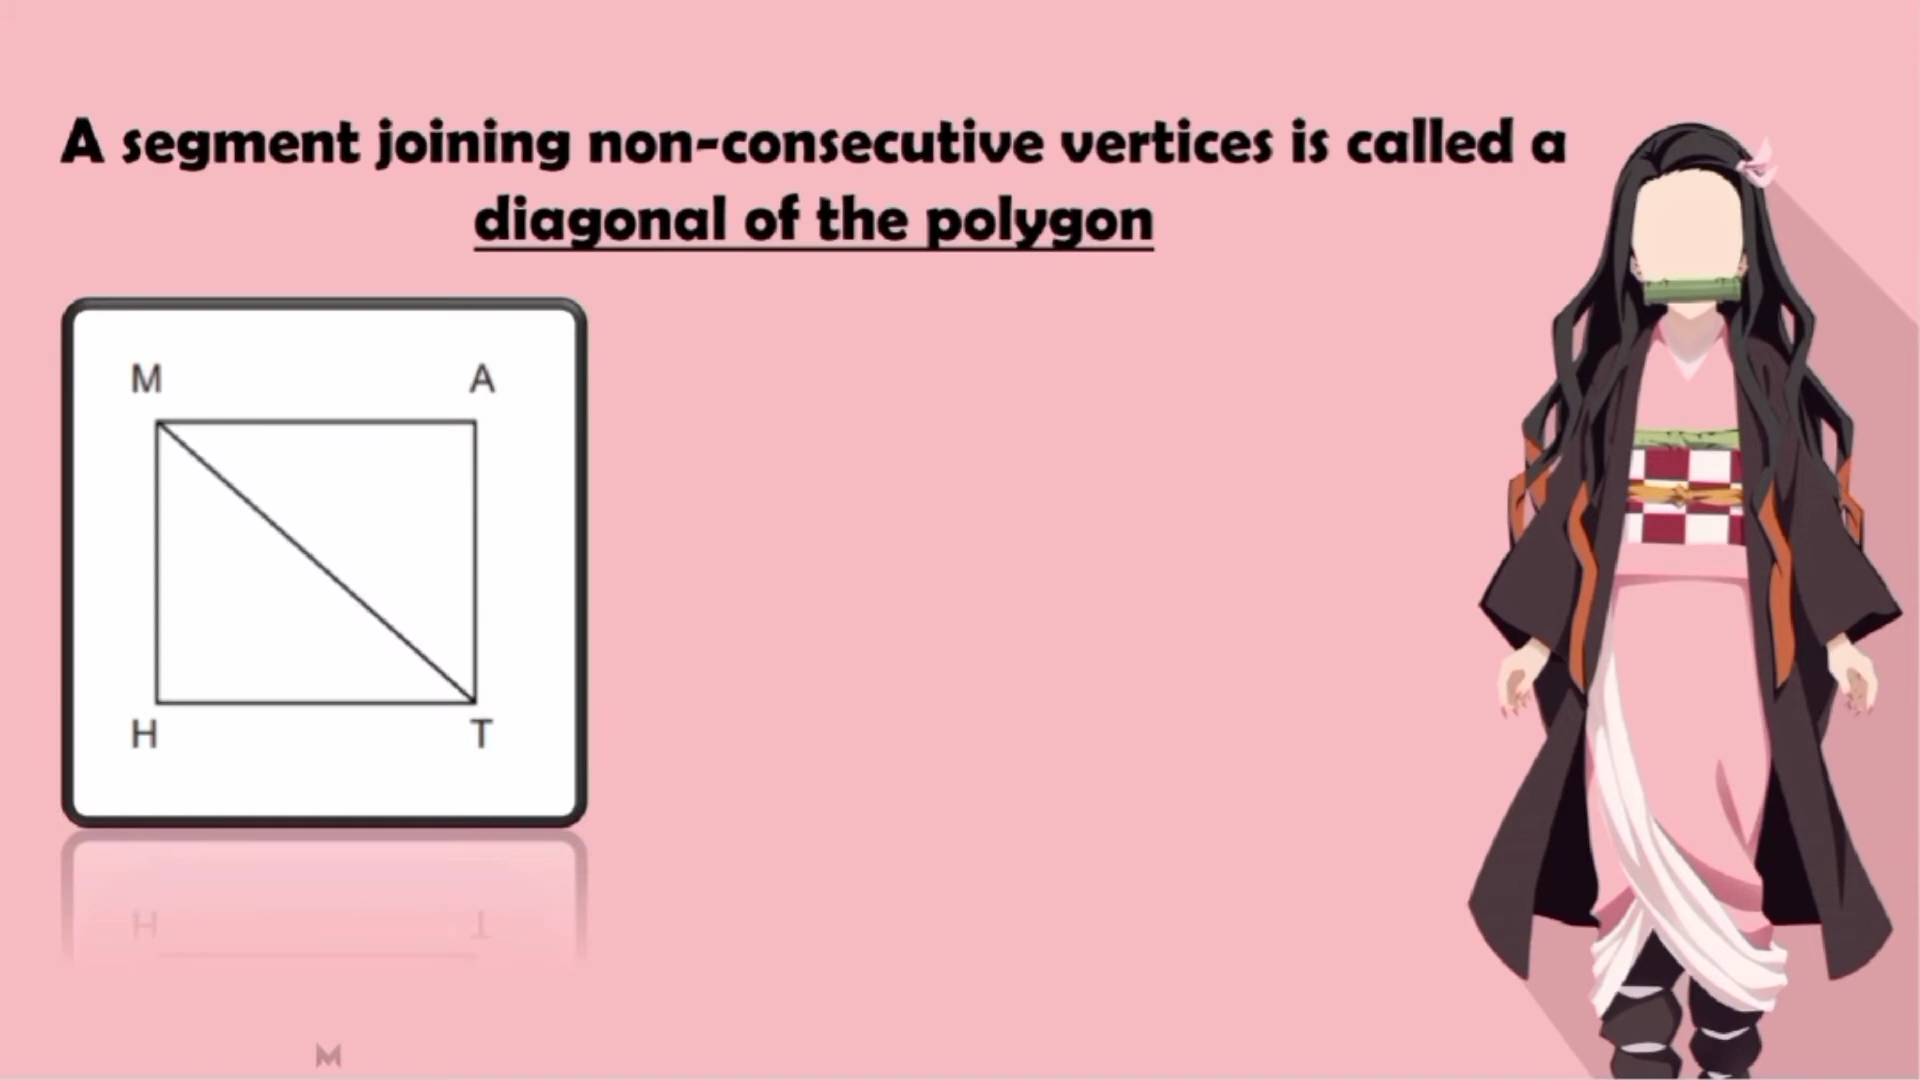 A segment joining non-consecutive vertices is called a
diagonal of the polygon
M A
H T